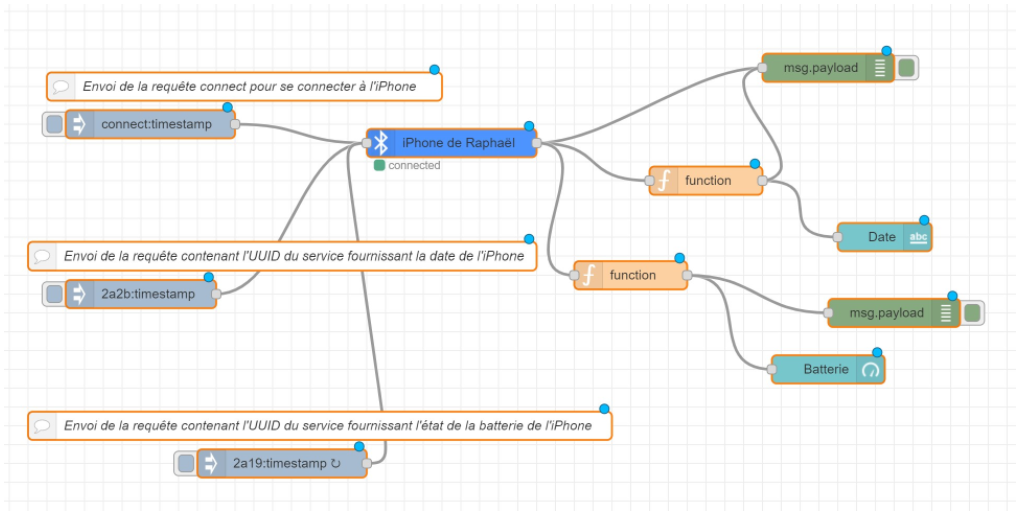 msg.payload
Envoi de la requête connect pour se connecter à l'iPhone
connect:timestamp
iPhone de Raphaël
connected
function
Date
abc
Envoi de la requête contenant l'UUID du service fournissant la date de l'iPhone
function
2a2b:timestamp
msg.payload
Batterie
Envoi de la requête contenant l'UUID du service fournissant l'état de la batterie de l'iPhone
2a19:timestamp ↻